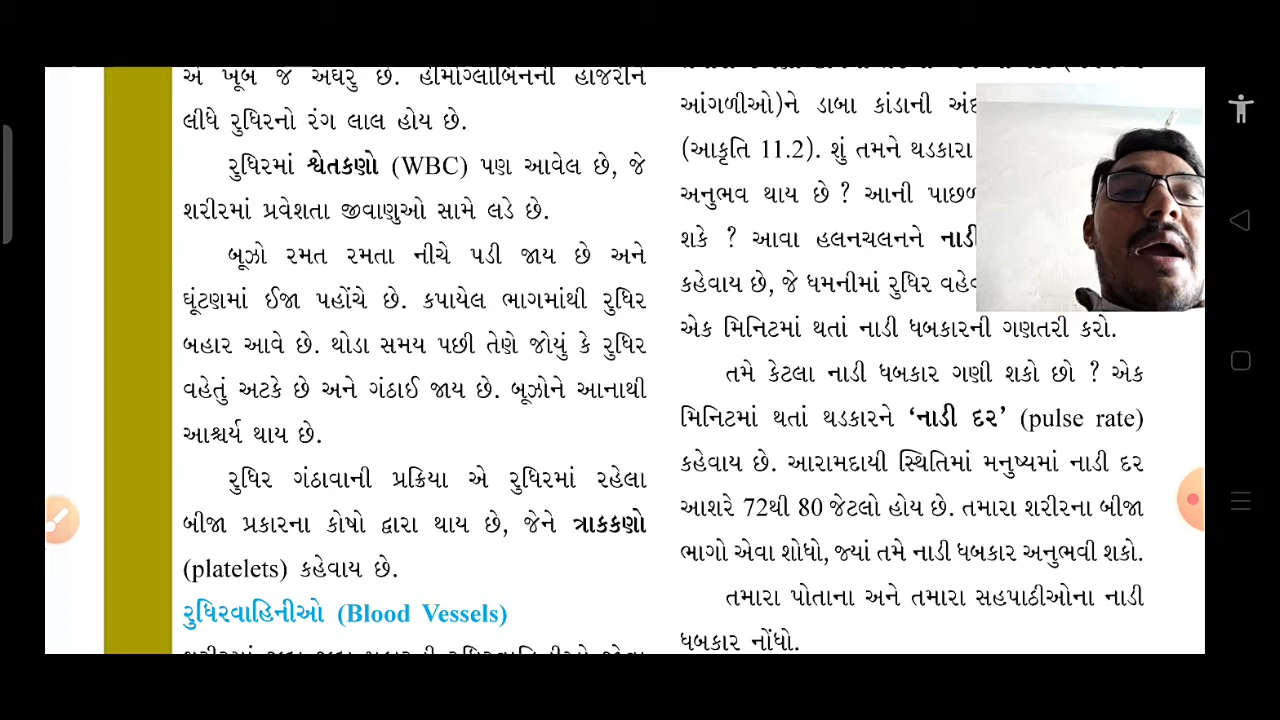 એ ખૂબ જ અઘરું છે. હીમોગ્લોબિનની હાજરીને
લીધે રુધિરનો રંગ લાલ હોય છે.
રુધિરમાં શ્વેતકણો (WBC) પણ આવેલ છે, જે
શરીરમાં પ્રવેશતા જીવાણુઓ સામે લડે છે.
બૂઝો રમત રમતા નીચે પડી જાય છે અને
ઘૂંટણમાં ઈજા પહોંચે છે. કપાયેલ ભાગમાંથી રુધિર
બહાર આવે છે. થોડા સમય પછી તેણે જોયું કે રુધિર
વહેતું અટકે છે અને ગંઠાઈ જાય છે. બૂઝોને આનાથી
આશ્ચર્ય થાય છે.
રુધિર ગંઠાવાની પ્રક્રિયા એ રુધિરમાં રહેલા
બીજા પ્રકારના કોષો દ્વારા થાય છે, જેને ત્રાકકણો
(platelets) કહેવાય છે.
રુધિરવાહિનીઓ (Blood Vessels)
આંગળીઓ)ને ડાબા કાંડાની
(આકૃતિ 11.2). શું તમને થડકારા
અનુભવ થાય છે ? આની
શકે ? આવા હલનચલનને નાડી
કહેવાય છે, જે ધમનીમાં રુધિર
એક મિનિટમાં થતાં નાડી ધબકારની ગણતરી કરો.
તમે કેટલા નાડી ધબકાર ગણી શકો છો ? એક
મિનિટમાં થતાં થડકારને ‘નાડી દર’ (pulse rate)
કહેવાય છે. આરામદાયી સ્થિતિમાં મનુષ્યમાં નાડી દર
આશરે 72થી 80 જેટલો હોય છે. તમારા શરીરના બીજા
ભાગો એવા શોધો, જ્યાં તમે નાડી ધબકાર અનુભવી શકો.
તમારા પોતાના અને તમારા સહપાઠીઓના નાડી
ધબકાર નોંધો.